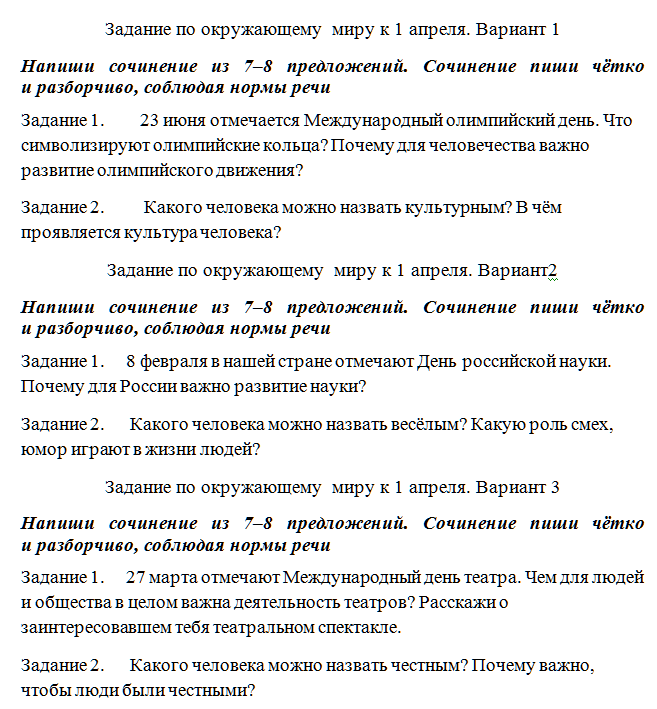 Задание по окружающему миру к 1 апреля. Вариант 1
Напиши сочинение из 7–8 предложений. Сочинение пиши чётко
и разборчиво, соблюдая нормы речи
Задание 1. 23 июня отмечается Международный олимпийский день. Что
символизируют олимпийские кольца? Почему для человечества важно
развитие олимпийского движения?
Задание 2. Какого человека можно назвать культурным? В чём
проявляется культура человека?
Задание по окружающему миру к 1 апреля. Вариант2
Напиши сочинение из 7–8 предложений. Сочинение пиши чётко
и разборчиво, соблюдая нормы речи
Задание 1. 8 февраля в нашей стране отмечают День российской науки.
Почему для России важно развитие науки?
Задание 2. Какого человека можно назвать весёлым? Какую роль смех,
юмор играют в жизни людей?
Задание по окружающему миру к 1 апреля. Вариант 3
Напиши сочинение из 7–8 предложений. Сочинение пиши чётко
и разборчиво, соблюдая нормы речи
Задание 1. 27 марта отмечают Международный день театра. Чем для людей
и общества в целом важна деятельность театров? Расскажи о
заинтересовавшем тебя театральном спектакле.
Задание 2. Какого человека можно назвать честным? Почему важно,
чтобы люди были честными?